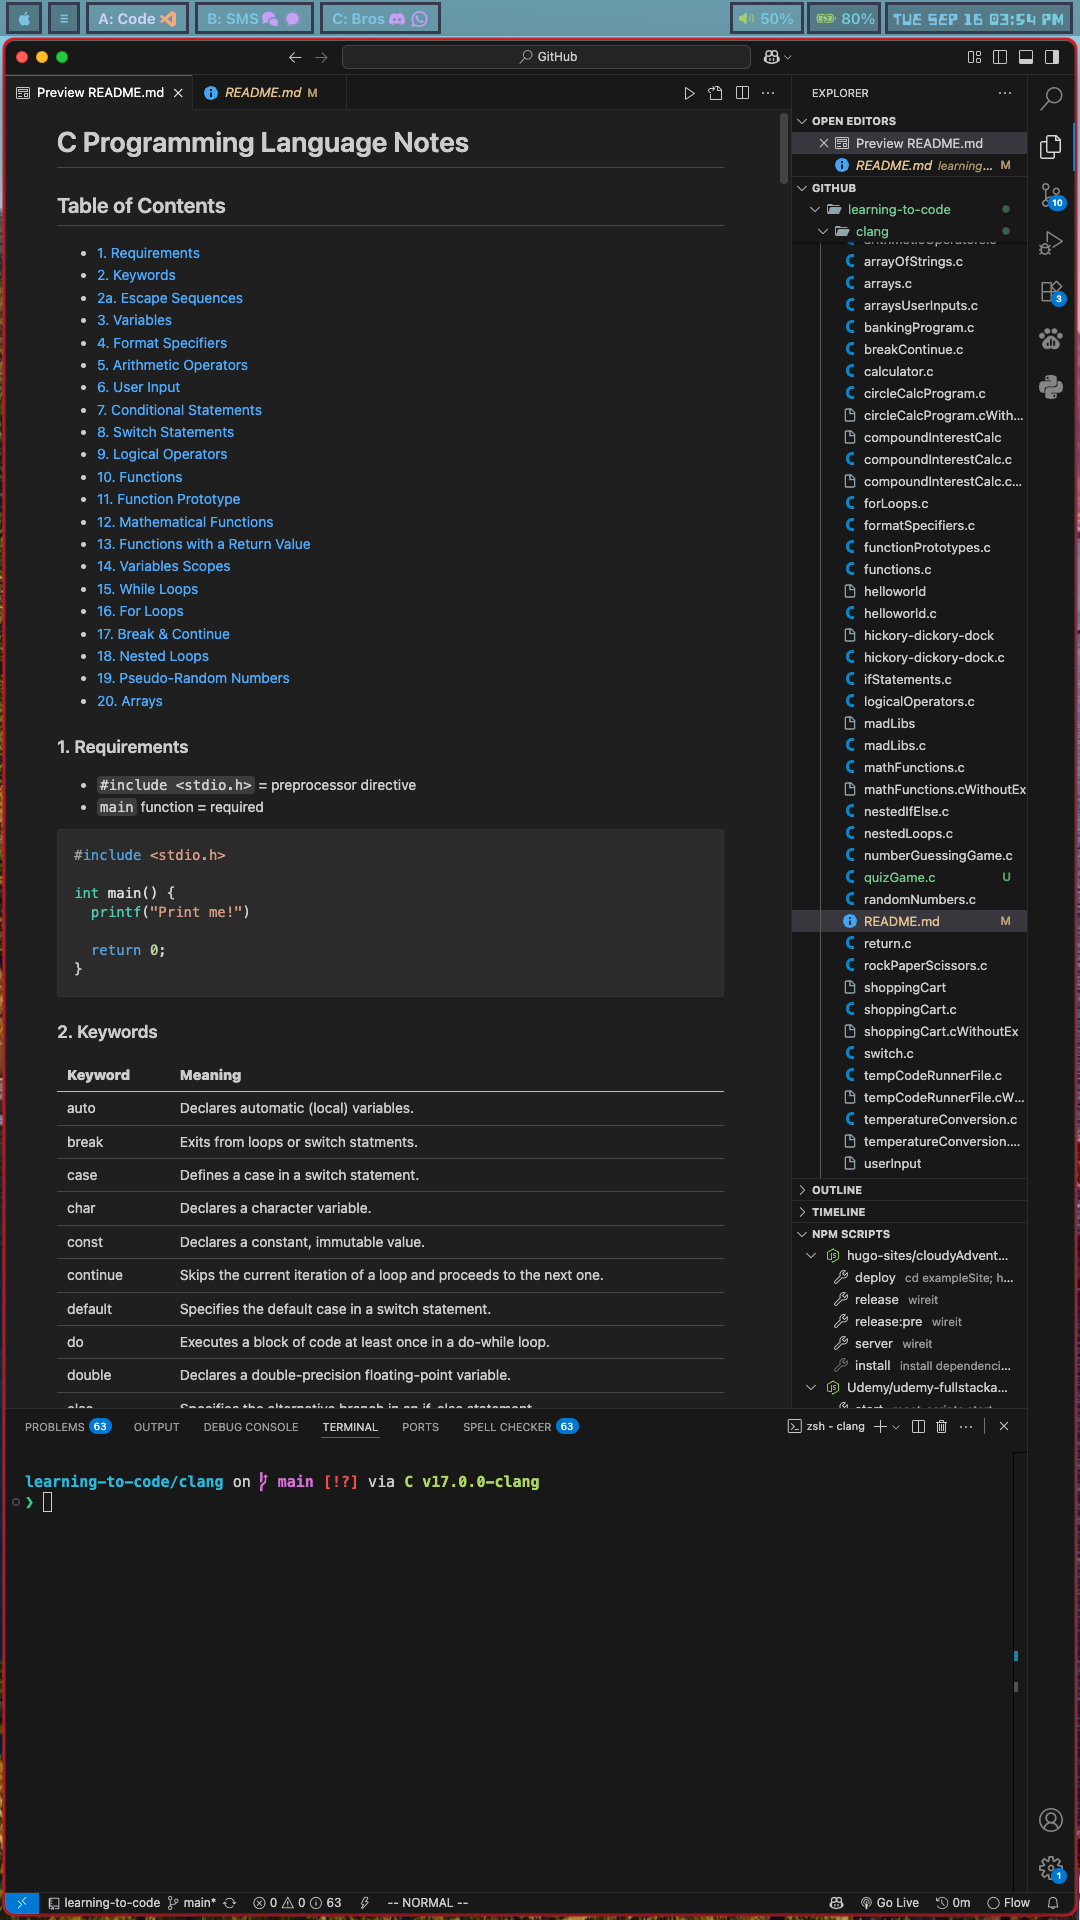 A: Code
B: SMS
C: Bros
50%
80%
TUE SEP 16 03:54 PM
GitHub
Preview README.md
README.md M
EXPLORER
OPEN EDITORS
Preview README.md
README.md learning... M
GITHUB
learning-to-code
clang
arrayOfStrings.c
arrays.c
arraysUserInputs.c
bankingProgram.c
breakContinue.c
calculator.c
circleCalcProgram.c
circleCalcProgram.cWith...
compoundInterestCalc
compoundInterestCalc.c
compoundInterestCalc.c...
forLoops.c
formatSpecifiers.c
functionPrototypes.c
functions.c
helloworld
helloworld.c
hickory-dickory-dock
hickory-dickory-dock.c
ifStatements.c
logicalOperators.c
madLibs
madLibs.c
mathFunctions.c
mathFunctions.cWithoutEx
nestedIfElse.c
nestedLoops.c
numberGuessingGame.c
quizGame.c U
randomNumbers.c
README.md M
return.c
rockPaperScissors.c
shoppingCart
shoppingCart.c
shoppingCart.cWithoutEx
switch.c
tempCodeRunnerFile.c
tempCodeRunnerFile.cW...
temperatureConversion.c
temperatureConversion....
userInput
OUTLINE
TIMELINE
NPM SCRIPTS
hugo-sites/cloudyAdvent...
deploy cd exampleSite; h...
release wireit
release:pre wireit
server wireit
install install dependenci...
Udemy/udemy-fullstacka...
10
3
C Programming Language Notes
Table of Contents
1. Requirements
2. Keywords
2a. Escape Sequences
3. Variables
4. Format Specifiers
5. Arithmetic Operators
6. User Input
7. Conditional Statements
8. Switch Statements
9. Logical Operators
10. Functions
11. Function Prototype
12. Mathematical Functions
13. Functions with a Return Value
14. Variables Scopes
15. While Loops
16. For Loops
17. Break & Continue
18. Nested Loops
19. Pseudo-Random Numbers
20. Arrays
1. Requirements
#include <stdio.h> = preprocessor directive
main function = required
#include <stdio.h>
int main() {
printf("Print me!")
return 0;
}
2. Keywords
Keyword Meaning
auto Declares automatic (local) variables.
break Exits from loops or switch statments.
case Defines a case in a switch statement.
char Declares a character variable.
const Declares a constant, immutable value.
continue Skips the current iteration of a loop and proceeds to the next one.
default Specifies the default case in a switch statement.
do Executes a block of code at least once in a do-while loop.
double Declares a double-precision floating-point variable.
PROBLEMS 63 OUTPUT DEBUG CONSOLE TERMINAL PORTS SPELL CHECKER 63
zsh - clang
learning-to-code/clang on main [!?] via C v17.0.0-clang
❯
1
learning-to-code main* 0 0 63 -- NORMAL -- Go Live 0m Flow